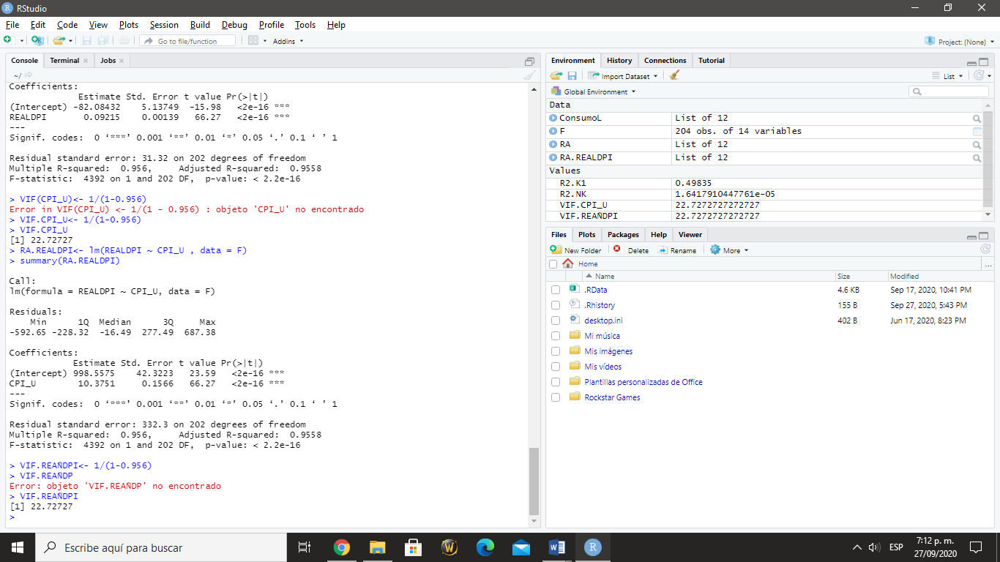 RStudio
File Edit Code View Plots Session Build Debug Profile Tools Help
Go to file/function Addins Project: (None)
Console Terminal Jobs
~/
Coefficients:
Estimate Std. Error t value Pr(>|t|)
(Intercept) -82.08432 5.13749 -15.98 <2e-16 ***
REALDPI 0.09215 0.00139 66.27 <2e-16 ***
---
Signif. codes: 0 ‘***’ 0.001 ‘**’ 0.01 ‘*’ 0.05 ‘.’ 0.1 ‘ ’ 1
Residual standard error: 31.32 on 202 degrees of freedom
Multiple R-squared: 0.956, Adjusted R-squared: 0.9558
F-statistic: 4392 on 1 and 202 DF, p-value: < 2.2e-16
> VIF(CPI_U)<- 1/(1-0.956)
Error in VIF(CPI_U) <- 1/(1 - 0.956) : objeto 'CPI_U' no encontrado
> VIF.CPI_U<- 1/(1-0.956)
> VIF.CPI_U
[1] 22.72727
> RA.REALDPI<- lm(REALDPI ~ CPI_U , data = F)
> summary(RA.REALDPI)
Call:
lm(formula = REALDPI ~ CPI_U, data = F)
Residuals:
Min 1Q Median 3Q Max
-592.65 -228.32 -16.49 277.49 687.38
Coefficients:
Estimate Std. Error t value Pr(>|t|)
(Intercept) 998.5575 42.3223 23.59 <2e-16 ***
CPI_U 10.3751 0.1566 66.27 <2e-16 ***
---
Signif. codes: 0 ‘***’ 0.001 ‘**’ 0.01 ‘*’ 0.05 ‘.’ 0.1 ‘ ’ 1
Residual standard error: 332.3 on 202 degrees of freedom
Multiple R-squared: 0.956, Adjusted R-squared: 0.9558
F-statistic: 4392 on 1 and 202 DF, p-value: < 2.2e-16
> VIF.REAÑDPI<- 1/(1-0.956)
> VIF.REAÑDP
Error: objeto 'VIF.REAÑDP' no encontrado
> VIF.REAÑDPI
[1] 22.72727
>
Environment History Connections Tutorial
Import Dataset List
Global Environment
Data
ConsumoL List of 12
F 204 obs. of 14 variables
RA List of 12
RA.REALDPI List of 12
Values
R2.K1 0.49835
R2.NK 1.6417910447761e-05
VIF.CPI_U 22.7272727272727
VIF.REAÑDPI 22.7272727272727
Files Plots Packages Help Viewer
New Folder Delete Rename More
Home ...
Name Size Modified
.RData 4.6 KB Sep 17, 2020, 10:41 PM
.Rhistory 155 B Sep 27, 2020, 5:43 PM
desktop.ini 402 B Jun 17, 2020, 8:23 PM
Mi música
Mis imágenes
Mis vídeos
Plantillas personalizadas de Office
Rockstar Games
Escribe aquí para buscar
ESP
7:12 p. m.
27/09/2020